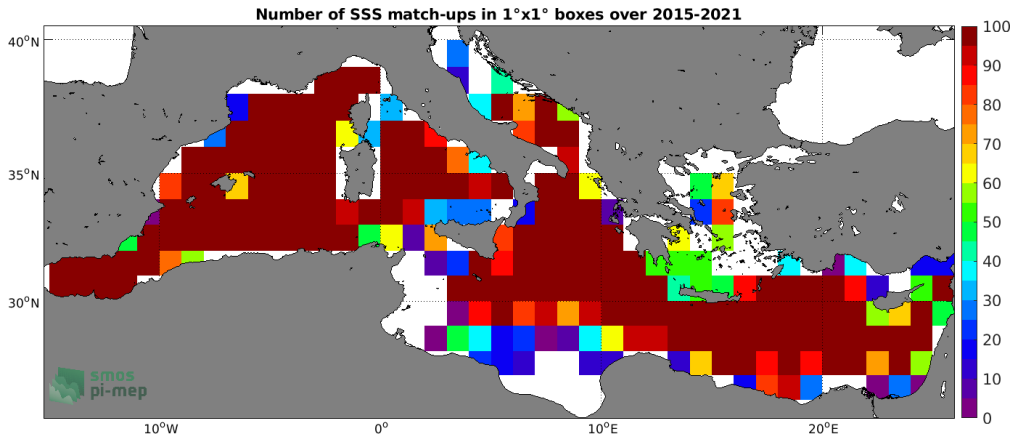 Number of SSS match-ups in 1°x1° boxes over 2015-2021
40°N
35°N
30°N
10°W
0°
10°E
20°E
100
90
80
70
60
50
40
30
20
10
0
smos
pi-mep